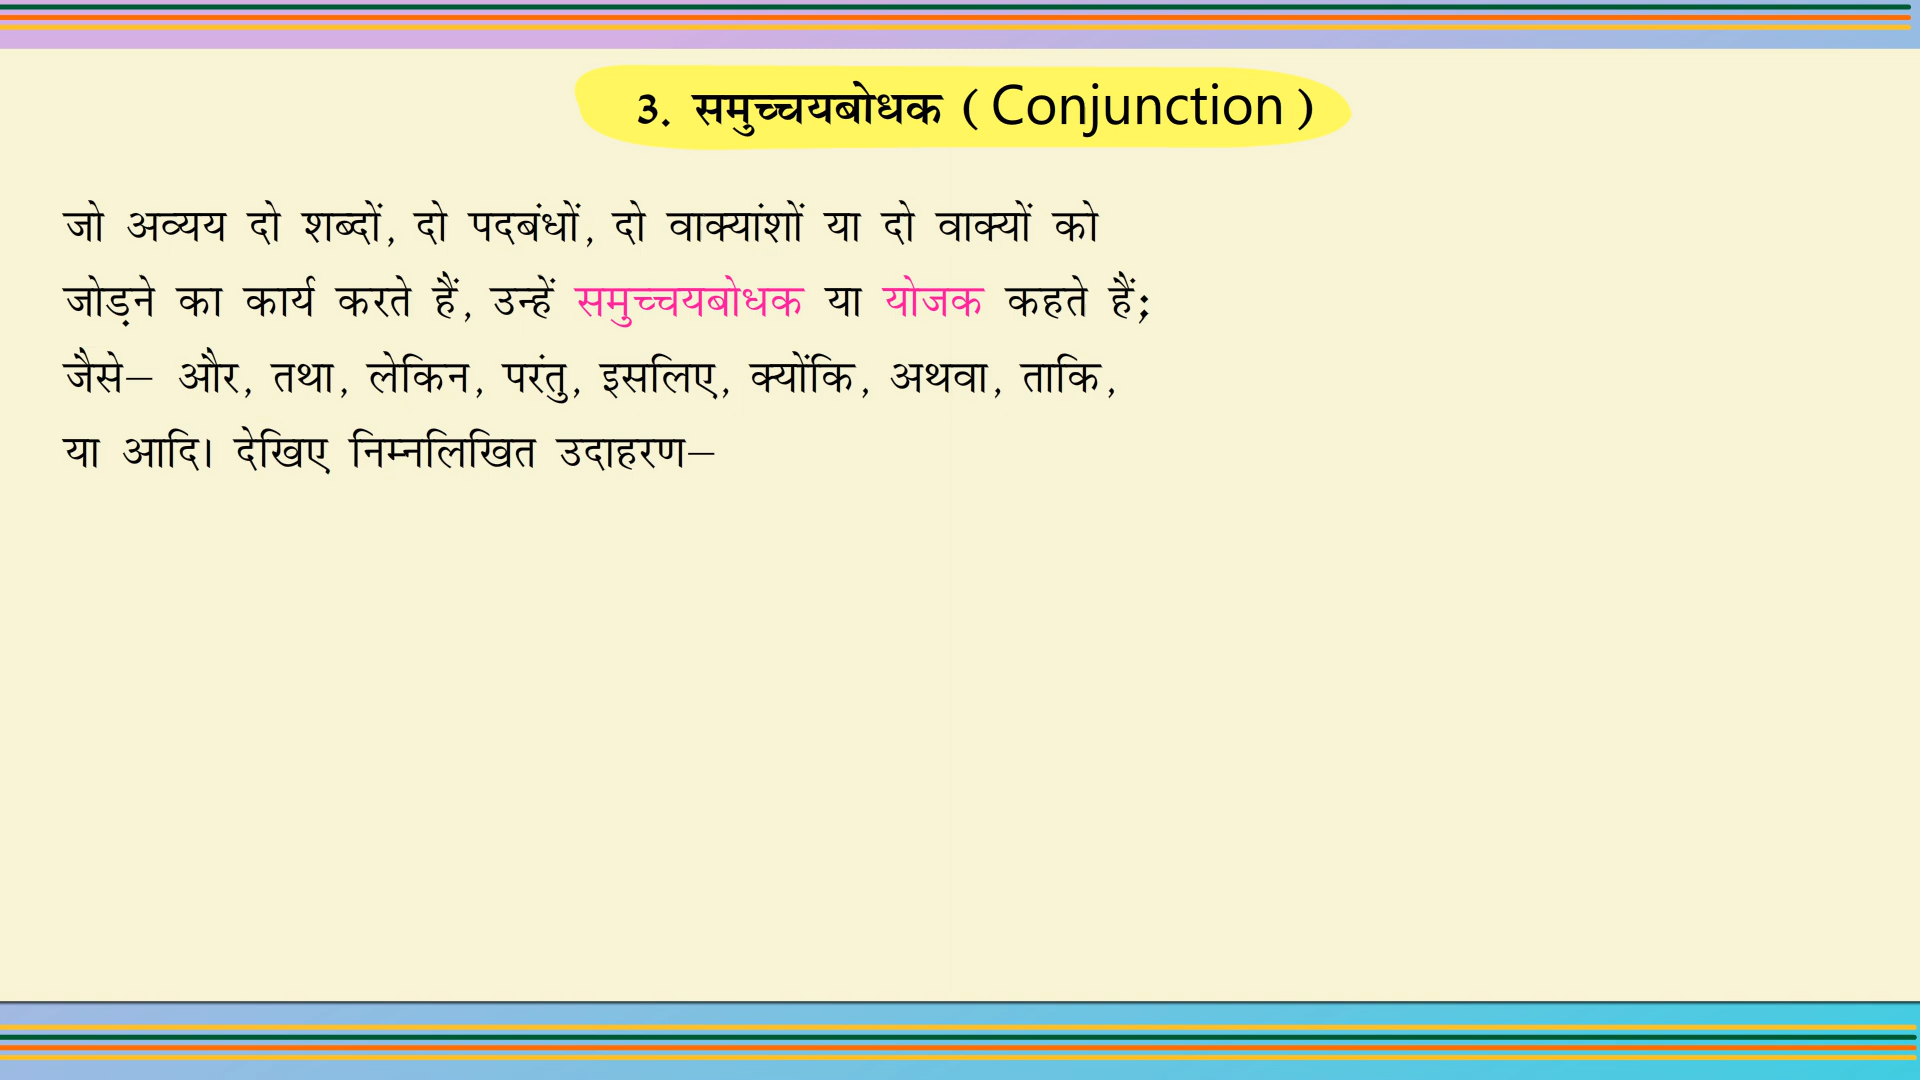 3. समुच्चयबोधक ( Conjunction )
जो अव्यय दो शब्दों, दो पदबंधों, दो वाक्यांशों या दो वाक्यों को
जोड़ने का कार्य करते हैं, उन्हें समुच्चयबोधक या योजक कहते हैं;
जैसे– और, तथा, लेकिन, परंतु, इसलिए, क्योंकि, अथवा, ताकि,
या आदि। देखिए निम्नलिखित उदाहरण–